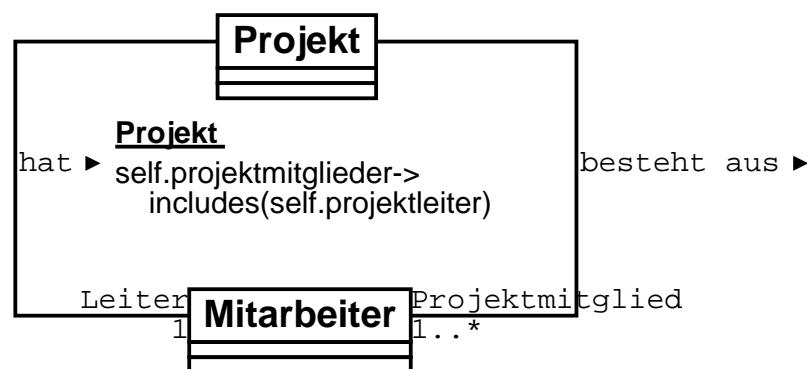 Projekt
Projekt
hat ►
self.projektmitglieder->
includes(self.projektleiter)
besteht aus ►
Leiter
1
Mitarbeiter
Projektmitglied
1..*